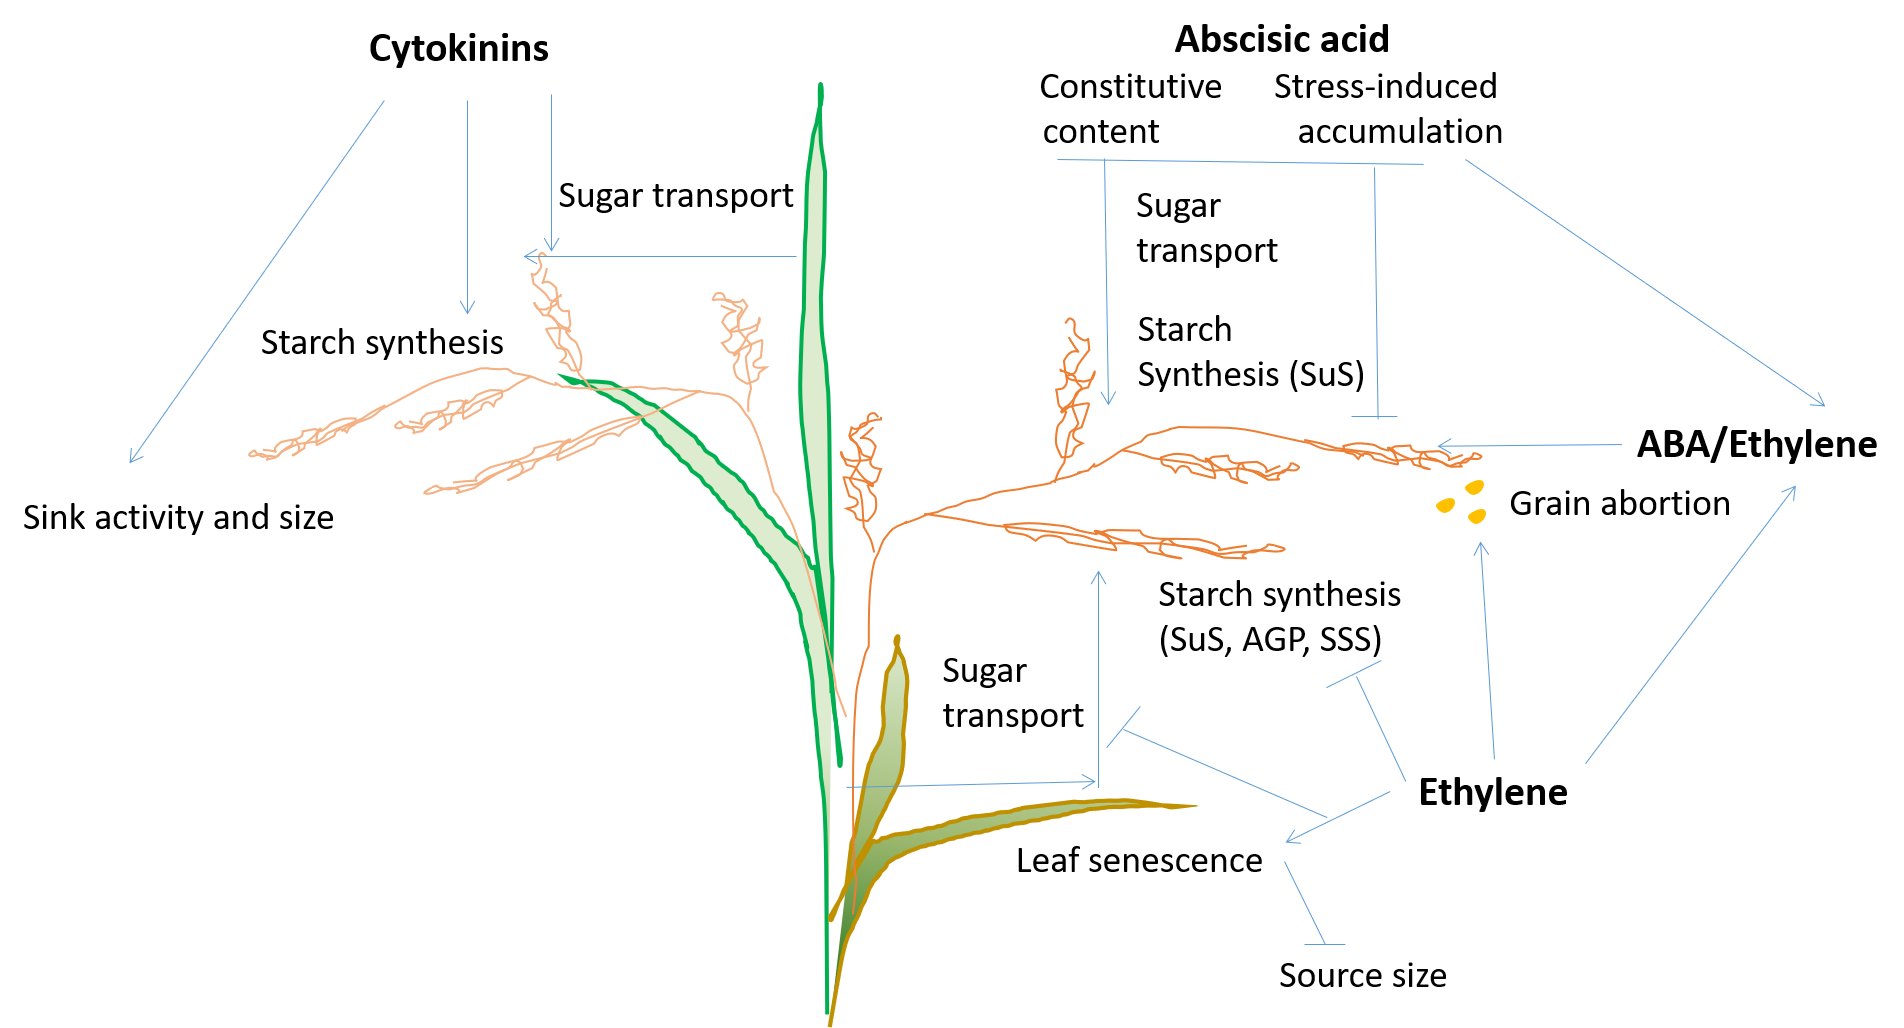 Cytokinins
Sugar transport
Starch synthesis
Sink activity and size
Abscisic acid
Constitutive
content
Stress-induced
accumulation
Sugar
transport
Starch
Synthesis (SuS)
ABA/Ethylene
Grain abortion
Starch synthesis
(SuS, AGP, SSS)
Sugar
transport
Ethylene
Leaf senescence
Source size